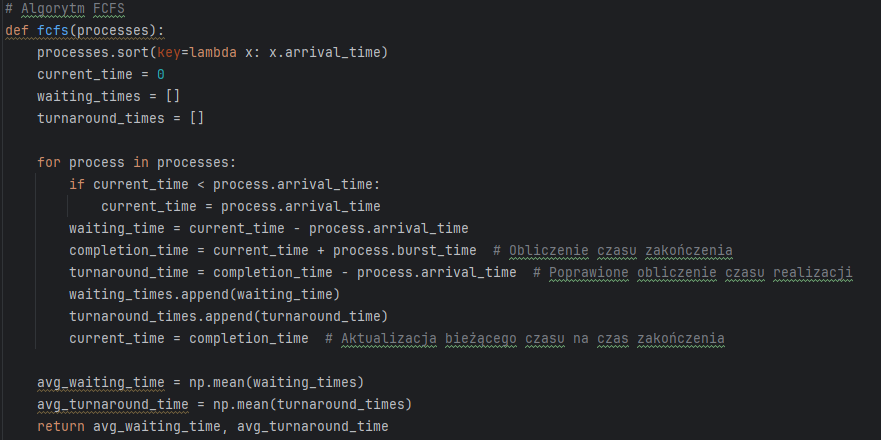 # Algorytm FCFS
def fcfs(processes):
    processes.sort(key=lambda x: x.arrival_time)
    current_time = 0
    waiting_times = []
    turnaround_times = []

    for process in processes:
        if current_time < process.arrival_time:
            current_time = process.arrival_time
        waiting_time = current_time - process.arrival_time
        completion_time = current_time + process.burst_time  # Obliczenie czasu zakończenia
        turnaround_time = completion_time - process.arrival_time  # Poprawione obliczenie czasu realizacji
        waiting_times.append(waiting_time)
        turnaround_times.append(turnaround_time)
        current_time = completion_time  # Aktualizacja bieżącego czasu na czas zakończenia

    avg_waiting_time = np.mean(waiting_times)
    avg_turnaround_time = np.mean(turnaround_times)
    return avg_waiting_time, avg_turnaround_time